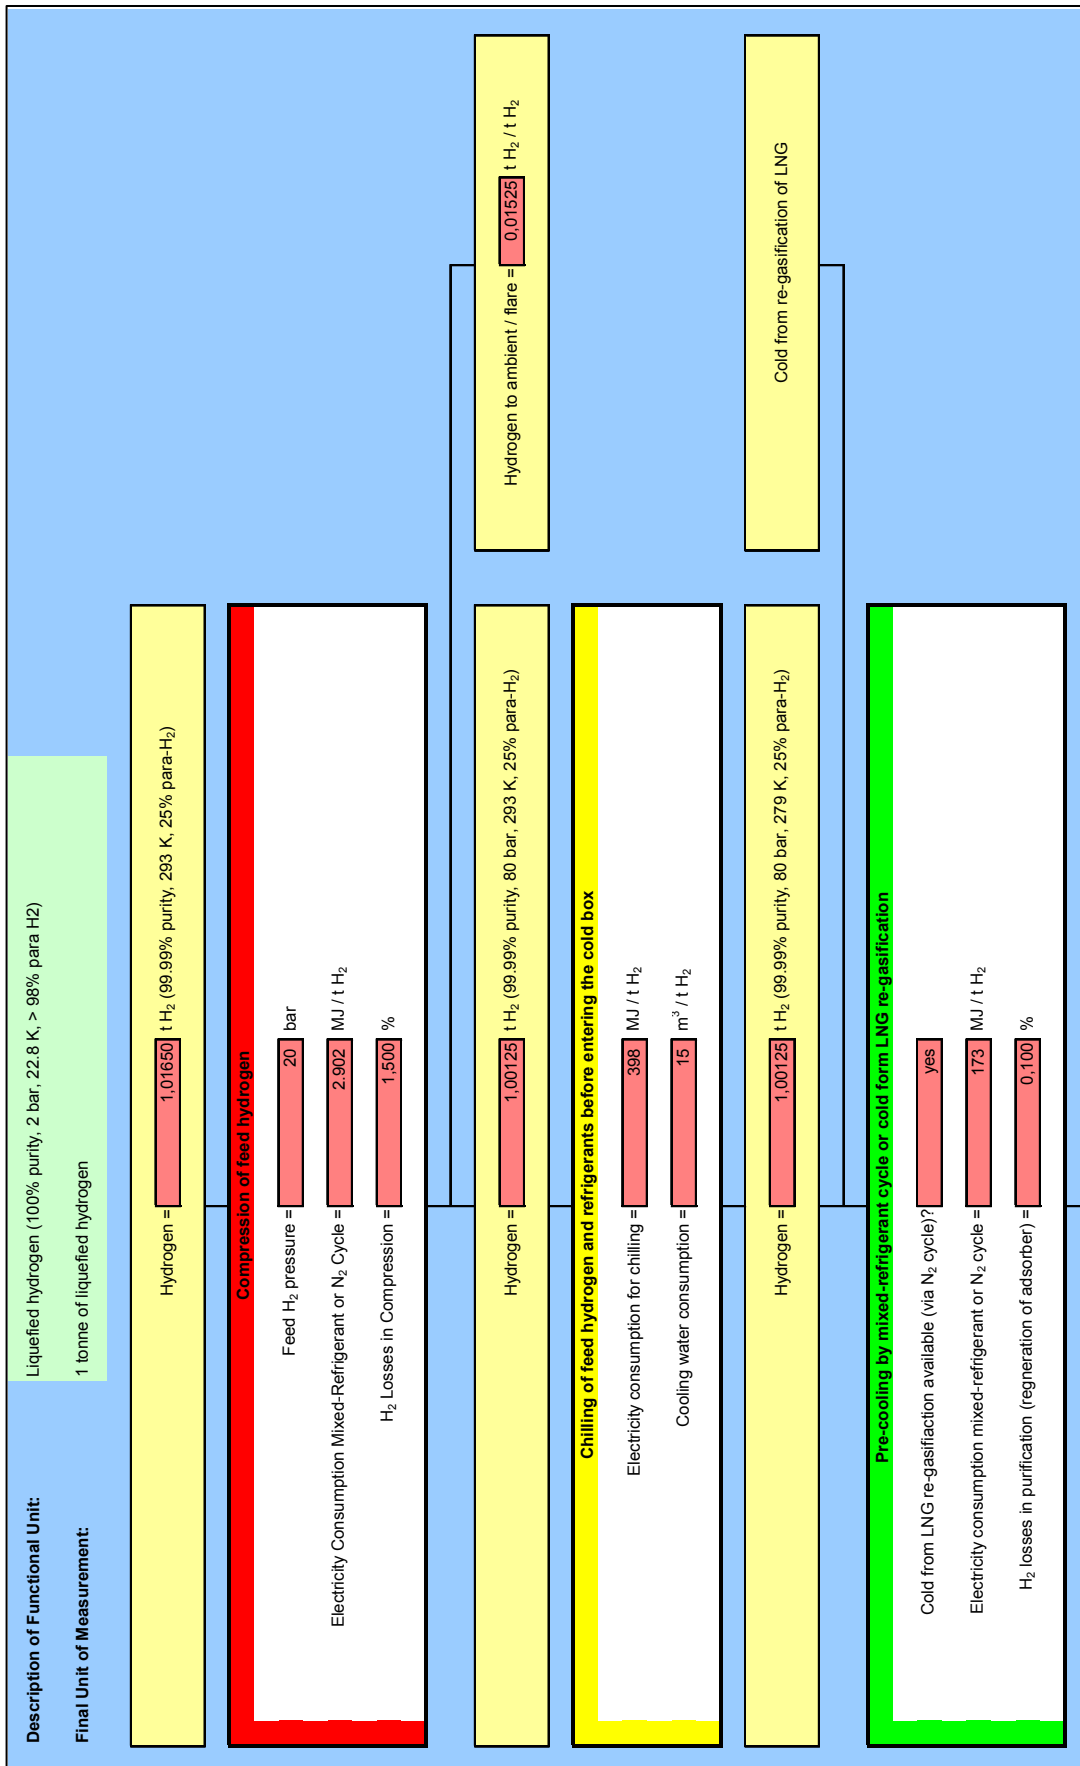 Description of Functional Unit: Liquefied hydrogen (100% purity, 2 bar, 22.8 K, > 98% para H2)
Final Unit of Measurement: 1 tonne of liquefied hydrogen
Hydrogen = 1,01650 t H₂ (99.99% purity, 293 K, 25% para-H₂)
Compression of feed hydrogen
Feed H₂ pressure = 20 bar
Electricity Consumption Mixed-Refrigerant or N₂ Cycle = 2.902 MJ / t H₂
H₂ Losses in Compression = 1,500 %
Hydrogen = 1,00125 t H₂ (99.99% purity, 80 bar, 293 K, 25% para-H₂)
Hydrogen to ambient / flare = 0,01525 t H₂ / t H₂
Chilling of feed hydrogen and refrigerants before entering the cold box
Electricity consumption for chilling = 398 MJ / t H₂
Cooling water consumption = 15 m³ / t H₂
Hydrogen = 1,00125 t H₂ (99.99% purity, 80 bar, 279 K, 25% para-H₂)
Cold from re-gasification of LNG
Pre-cooling by mixed-refrigerant cycle or cold form LNG re-gasification
Cold from LNG re-gasifiaction available (via N₂ cycle)? yes
Electricity consumption mixed-refrigerant or N₂ cycle = 173 MJ / t H₂
H₂ losses in purification (regneration of adsorber) = 0,100 %